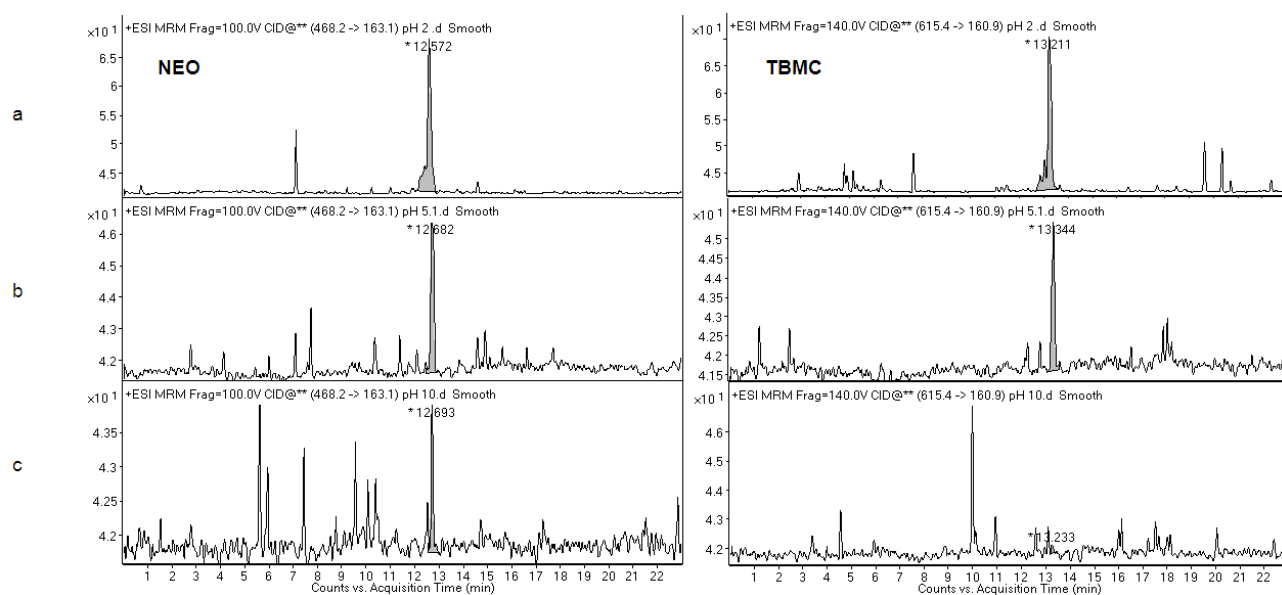 +ESI MRM Frag=100.0V CID@** (468.2 -> 163.1) pH 2 .d Smooth
×10 1
* 12.572
NEO
6.5
6
5.5
5
4.5
a
+ESI MRM Frag=140.0V CID@** (615.4 -> 160.9) pH 2.d Smooth
×10 1
* 13.211
TBMC
6.5
6
5.5
5
4.5
+ESI MRM Frag=100.0V CID@** (468.2 -> 163.1) pH 5.1.d Smooth
×10 1
* 12.682
4.6
4.5
4.4
4.3
4.2
b
+ESI MRM Frag=140.0V CID@** (615.4 -> 160.9) pH 5.1.d Smooth
×10 1
* 13.344
4.5
4.45
4.4
4.35
4.3
4.25
4.2
4.15
+ESI MRM Frag=100.0V CID@** (468.2 -> 163.1) pH 10.d Smooth
×10 1
* 12.693
4.35
4.3
4.25
4.2
c
1 2 3 4 5 6 7 8 9 10 11 12 13 14 15 16 17 18 19 20 21 22
Counts vs. Acquisition Time (min)
+ESI MRM Frag=140.0V CID@** (615.4 -> 160.9) pH 10.d Smooth
×10 1
4.6
4.5
4.4
4.3
4.2
* 13.233
1 2 3 4 5 6 7 8 9 10 11 12 13 14 15 16 17 18 19 20 21 22
Counts vs. Acquisition Time (min)